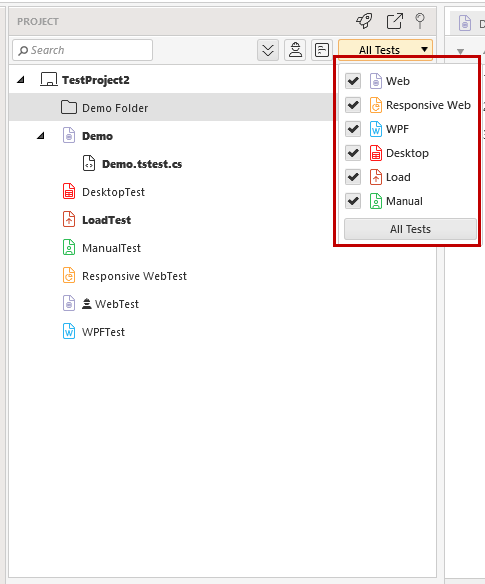 PROJECT
Search
All Tests
TestProject2
Demo Folder
Demo
Demo.tstest.cs
DesktopTest
LoadTest
ManualTest
Responsive WebTest
WebTest
WPFTest
Web
Responsive Web
WPF
Desktop
Load
Manual
All Tests